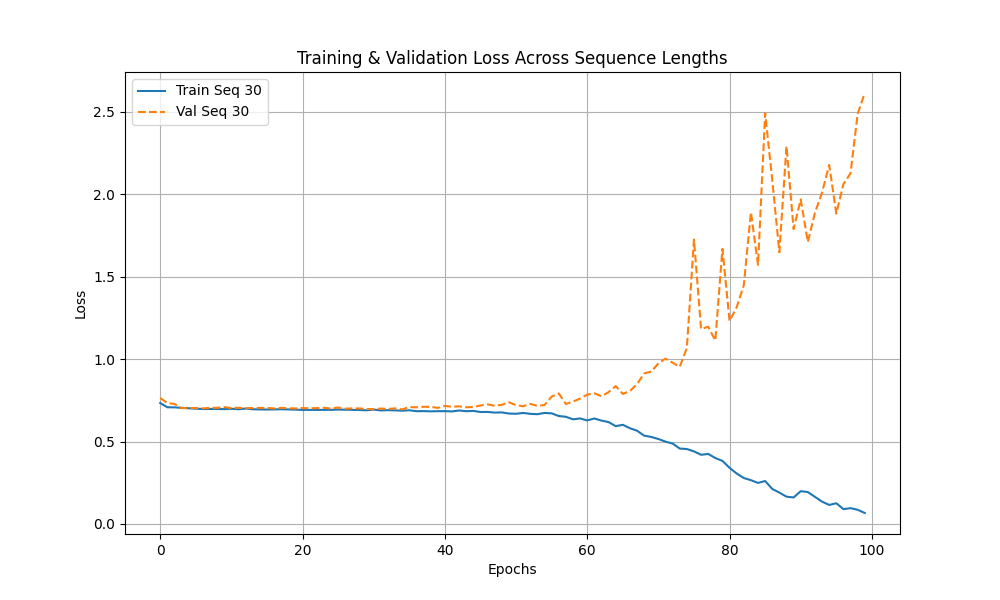 Training & Validation Loss Across Sequence Lengths
Train Seq 30
Val Seq 30
2.5
2.0
1.5
1.0
0.5
0.0
Loss
0 20 40 60 80 100
Epochs